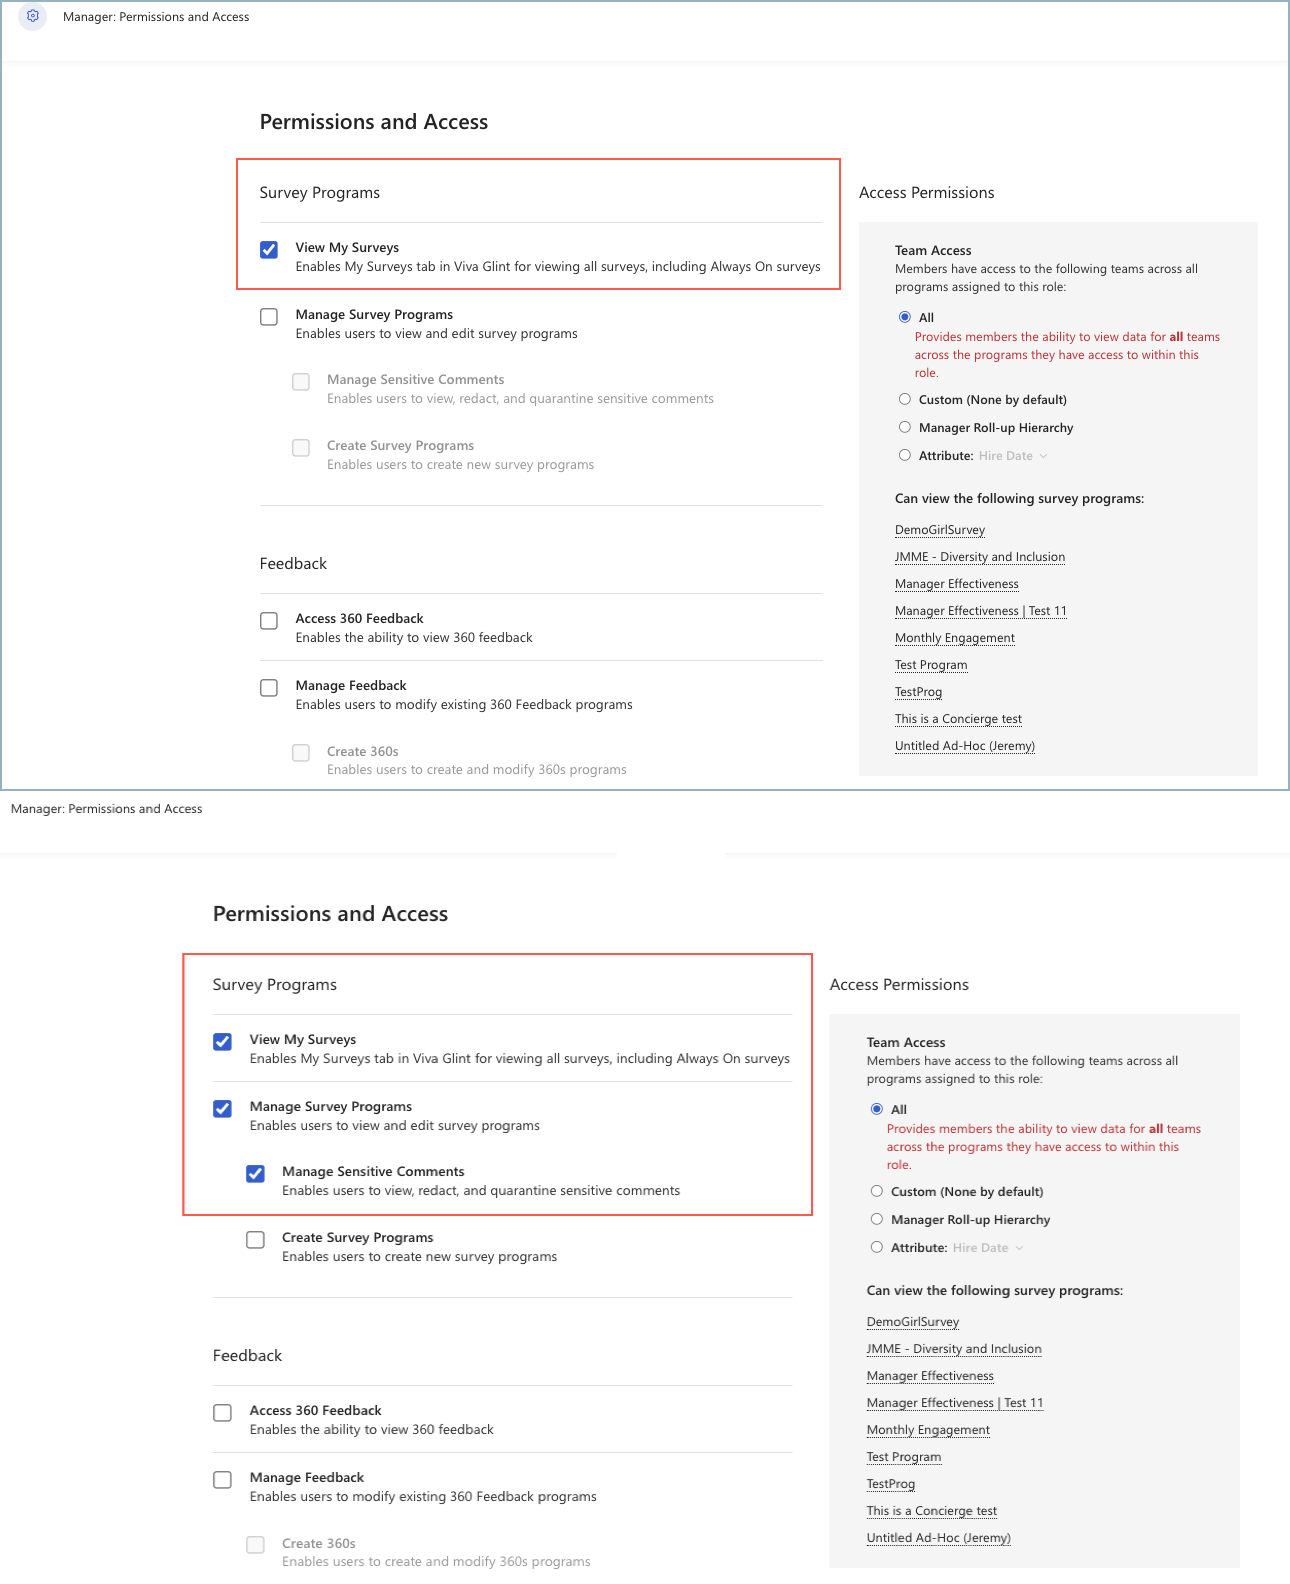 Manager: Permissions and Access
Permissions and Access
Survey Programs
View My Surveys
Enables My Surveys tab in Viva Glint for viewing all surveys, including Always On surveys
Manage Survey Programs
Enables users to view and edit survey programs
Manage Sensitive Comments
Enables users to view, redact, and quarantine sensitive comments
Create Survey Programs
Enables users to create new survey programs
Feedback
Access 360 Feedback
Enables the ability to view 360 feedback
Manage Feedback
Enables users to modify existing 360 Feedback programs
Create 360s
Enables users to create and modify 360s programs
Access Permissions
Team Access
Members have access to the following teams across all
programs assigned to this role:
All
Provides members the ability to view data for all teams
across the programs they have access to within this
role.
Custom (None by default)
Manager Roll-up Hierarchy
Attribute: Hire Date
Can view the following survey programs:
DemoGirlSurvey
JMME - Diversity and Inclusion
Manager Effectiveness
Manager Effectiveness | Test 11
Monthly Engagement
Test Program
TestProg
This is a Concierge test
Untitled Ad-Hoc (Jeremy)
Manager: Permissions and Access
Permissions and Access
Survey Programs
View My Surveys
Enables My Surveys tab in Viva Glint for viewing all surveys, including Always On surveys
Manage Survey Programs
Enables users to view and edit survey programs
Manage Sensitive Comments
Enables users to view, redact, and quarantine sensitive comments
Create Survey Programs
Enables users to create new survey programs
Feedback
Access 360 Feedback
Enables the ability to view 360 feedback
Manage Feedback
Enables users to modify existing 360 Feedback programs
Create 360s
Enables users to create and modify 360s programs
Access Permissions
Team Access
Members have access to the following teams across all
programs assigned to this role:
All
Provides members the ability to view data for all teams
across the programs they have access to within this
role.
Custom (None by default)
Manager Roll-up Hierarchy
Attribute: Hire Date
Can view the following survey programs:
DemoGirlSurvey
JMME - Diversity and Inclusion
Manager Effectiveness
Manager Effectiveness | Test 11
Monthly Engagement
Test Program
TestProg
This is a Concierge test
Untitled Ad-Hoc (Jeremy)